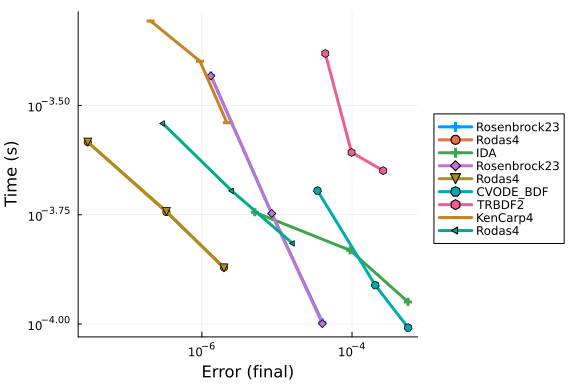 Time (s)
10^-3.50
10^-3.75
10^-4.00
10^-6
10^-4
Error (final)
Rosenbrock23
Rodas4
IDA
Rosenbrock23
Rodas4
CVODE_BDF
TRBDF2
KenCarp4
Rodas4